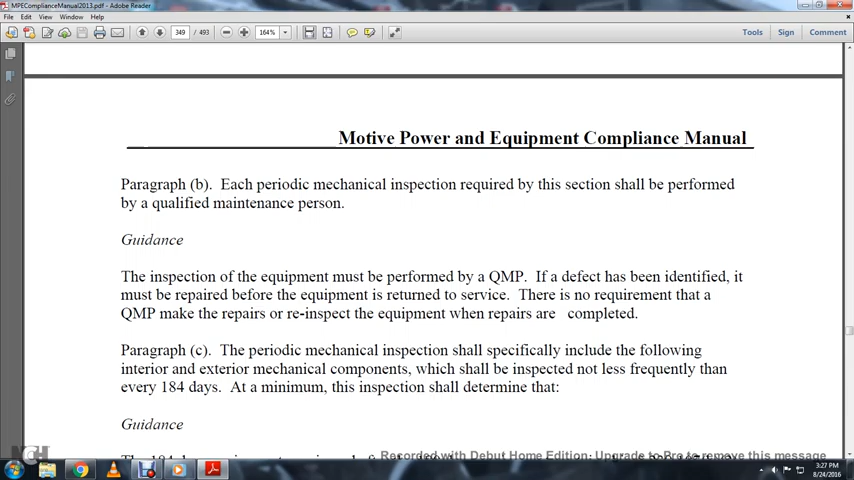 MPEComplianceManual2013.pdf - Adobe Reader
File Edit View Window Help
349 / 493 164% Tools Sign Comment
Motive Power and Equipment Compliance Manual
Paragraph (b). Each periodic mechanical inspection required by this section shall be performed
by a qualified maintenance person.
Guidance
The inspection of the equipment must be performed by a QMP. If a defect has been identified, it
must be repaired before the equipment is returned to service. There is no requirement that a
QMP make the repairs or re-inspect the equipment when repairs are completed.
Paragraph (c). The periodic mechanical inspection shall specifically include the following
interior and exterior mechanical components, which shall be inspected not less frequently than
every 184 days. At a minimum, this inspection shall determine that:
Guidance
Recorded with Debut Home Edition: Upgrade to Pro to remove this message
NCH
3:27 PM
8/24/2016